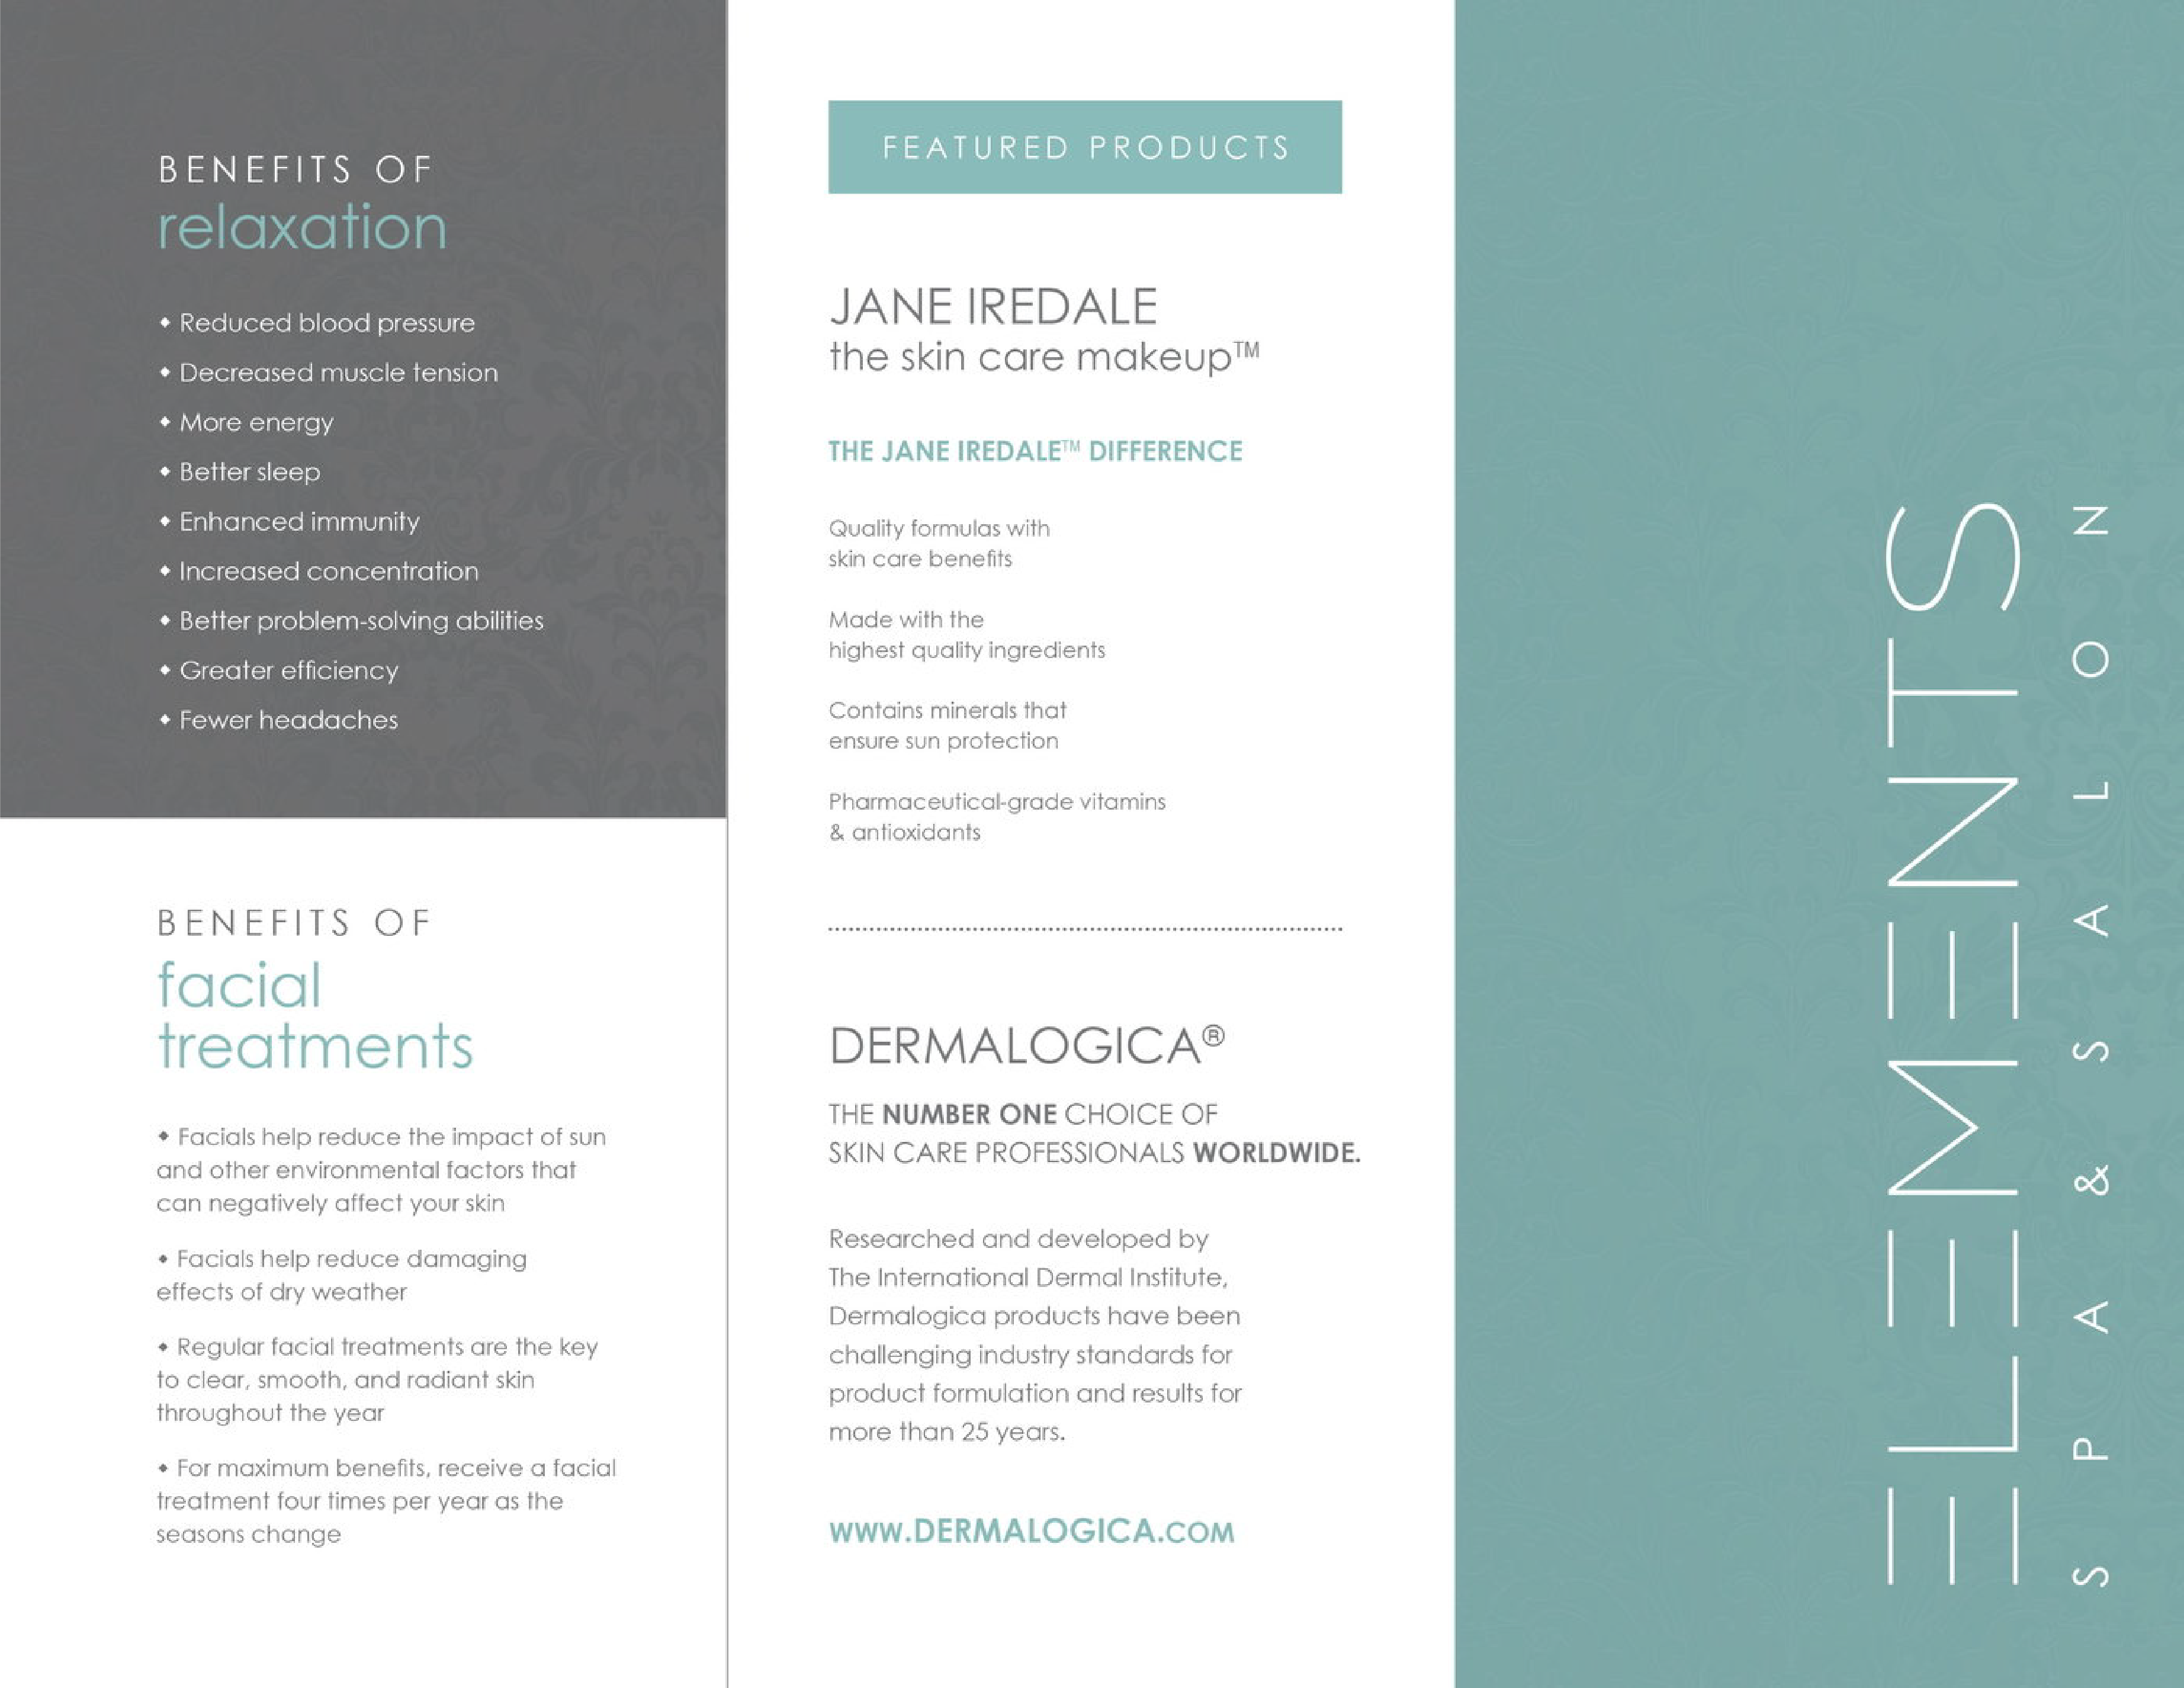 BENEFITS OF
relaxation
◆ Reduced blood pressure
◆ Decreased muscle tension
◆ More energy
◆ Better sleep
◆ Enhanced immunity
◆ Increased concentration
◆ Better problem-solving abilities
◆ Greater efficiency
◆ Fewer headaches
BENEFITS OF
facial
treatments
◆ Facials help reduce the impact of sun
and other environmental factors that
can negatively affect your skin
◆ Facials help reduce damaging
effects of dry weather
◆ Regular facial treatments are the key
to clear, smooth, and radiant skin
throughout the year
◆ For maximum benefits, receive a facial
treatment four times per year as the
seasons change
FEATURED PRODUCTS
JANE IREDALE
the skin care makeup™
THE JANE IREDALE™ DIFFERENCE
Quality formulas with
skin care benefits
Made with the
highest quality ingredients
Contains minerals that
ensure sun protection
Pharmaceutical-grade vitamins
& antioxidants
DERMALOGICA®
THE NUMBER ONE CHOICE OF
SKIN CARE PROFESSIONALS WORLDWIDE.
Researched and developed by
The International Dermal Institute,
Dermalogica products have been
challenging industry standards for
product formulation and results for
more than 25 years.
WWW.DERMALOGICA.COM
ELEMENTS
SPA & SALON